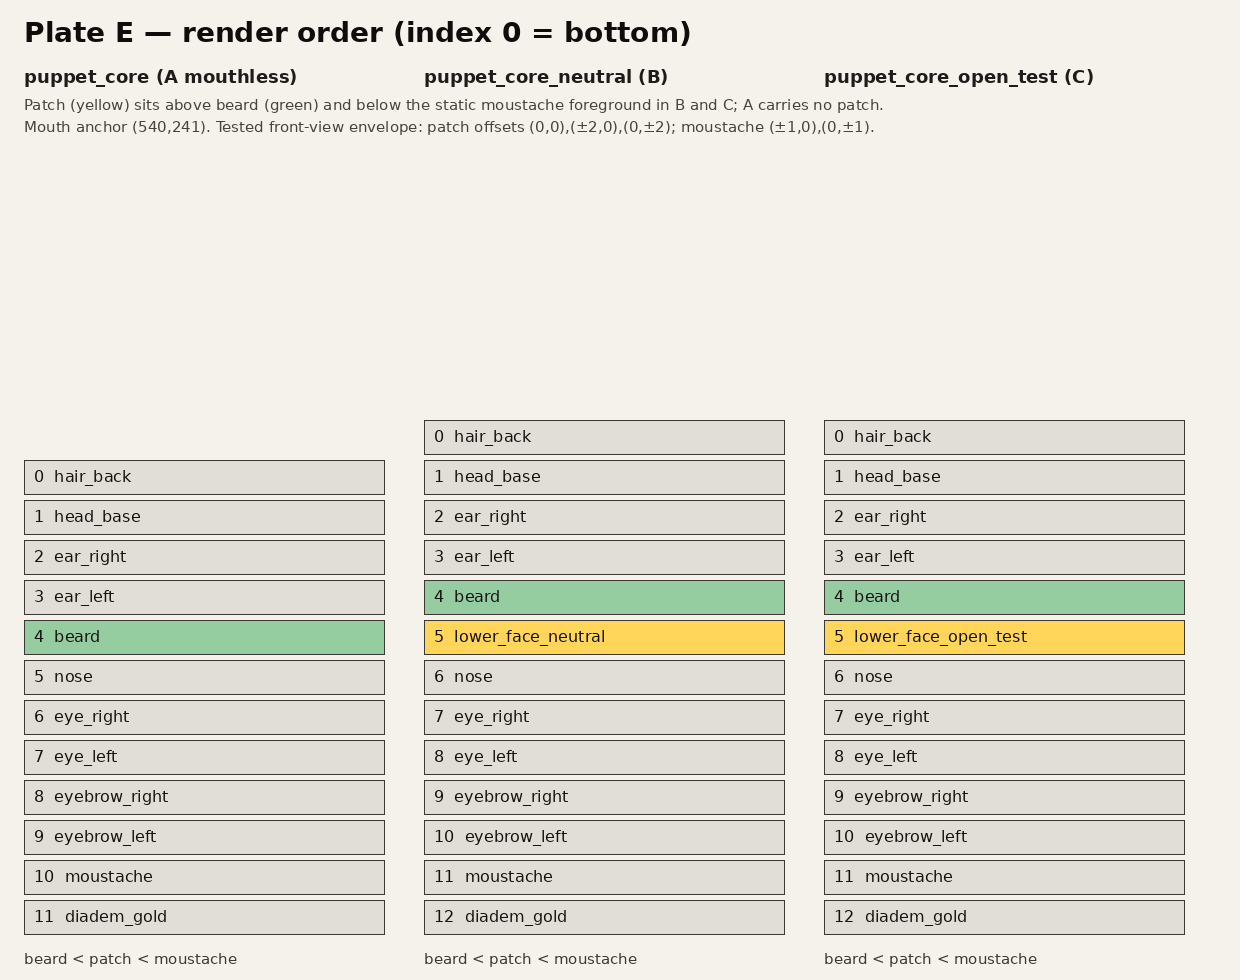 Plate E — render order (index 0 = bottom)
puppet_core (A mouthless)
puppet_core_neutral (B)
puppet_core_open_test (C)
Patch (yellow) sits above beard (green) and below the static moustache foreground in B and C; A carries no patch.
Mouth anchor (540,241). Tested front-view envelope: patch offsets (0,0),(±2,0),(0,±2); moustache (±1,0),(0,±1).
0 hair_back
1 head_base
2 ear_right
3 ear_left
4 beard
5 nose
6 eye_right
7 eye_left
8 eyebrow_right
9 eyebrow_left
10 moustache
11 diadem_gold
beard < patch < moustache
0 hair_back
1 head_base
2 ear_right
3 ear_left
4 beard
5 lower_face_neutral
6 nose
7 eye_right
8 eye_left
9 eyebrow_right
10 eyebrow_left
11 moustache
12 diadem_gold
beard < patch < moustache
0 hair_back
1 head_base
2 ear_right
3 ear_left
4 beard
5 lower_face_open_test
6 nose
7 eye_right
8 eye_left
9 eyebrow_right
10 eyebrow_left
11 moustache
12 diadem_gold
beard < patch < moustache